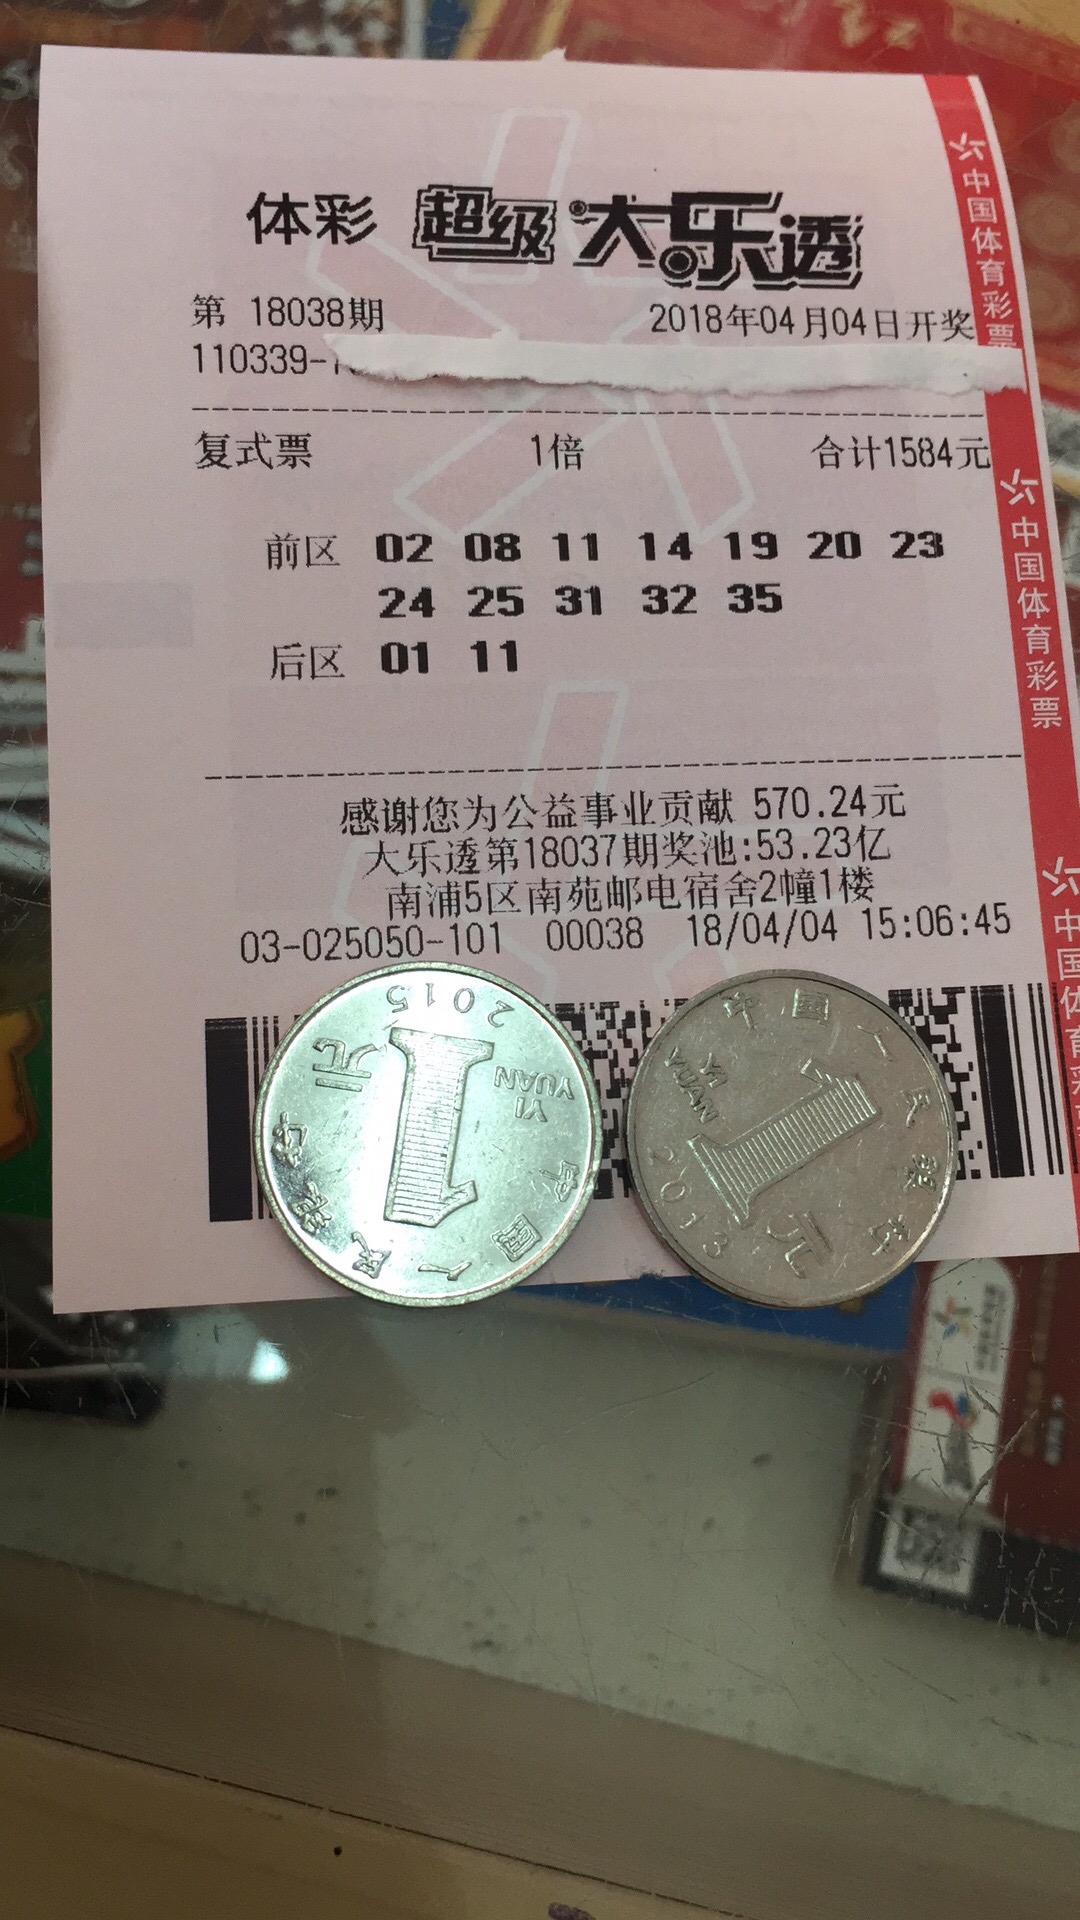 体彩 超级大乐透
第 18038期 2018年04月04日开奖
110339-1
复式票 1倍 合计1584元
前区 02 08 11 14 19 20 23
24 25 31 32 35
后区 01 11
感谢您为公益事业贡献 570.24元
大乐透第18037期奖池:53.23亿
南浦5区南苑邮电宿舍2幢1楼
03-025050-101 00038 18/04/04 15:06:45
中国体育彩票
中国体育彩票
中国体育彩
2015
1
元
YI
YUAN
中国人民银行
中国人民银行
YI
YUAN
1
元
2013